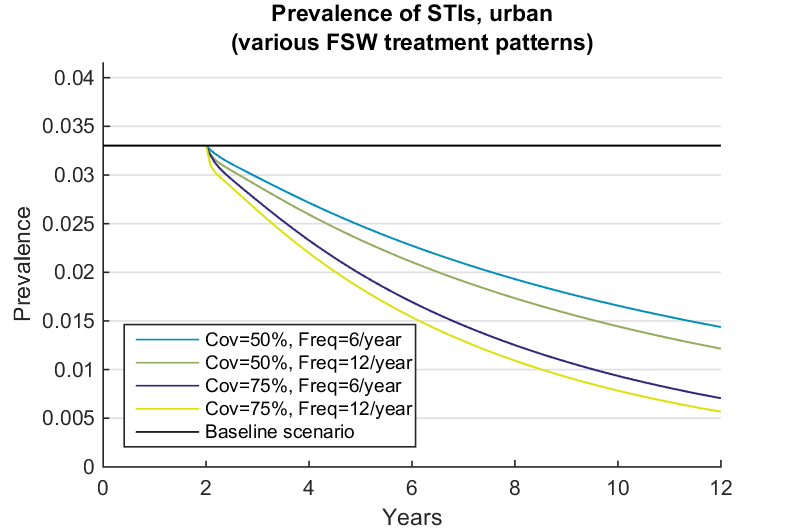 Prevalence of STIs, urban
(various FSW treatment patterns)
0.04
0.035
0.03
0.025
0.02
0.015
0.01
0.005
0
Prevalence
Cov=50%, Freq=6/year
Cov=50%, Freq=12/year
Cov=75%, Freq=6/year
Cov=75%, Freq=12/year
Baseline scenario
0 2 4 6 8 10 12
Years